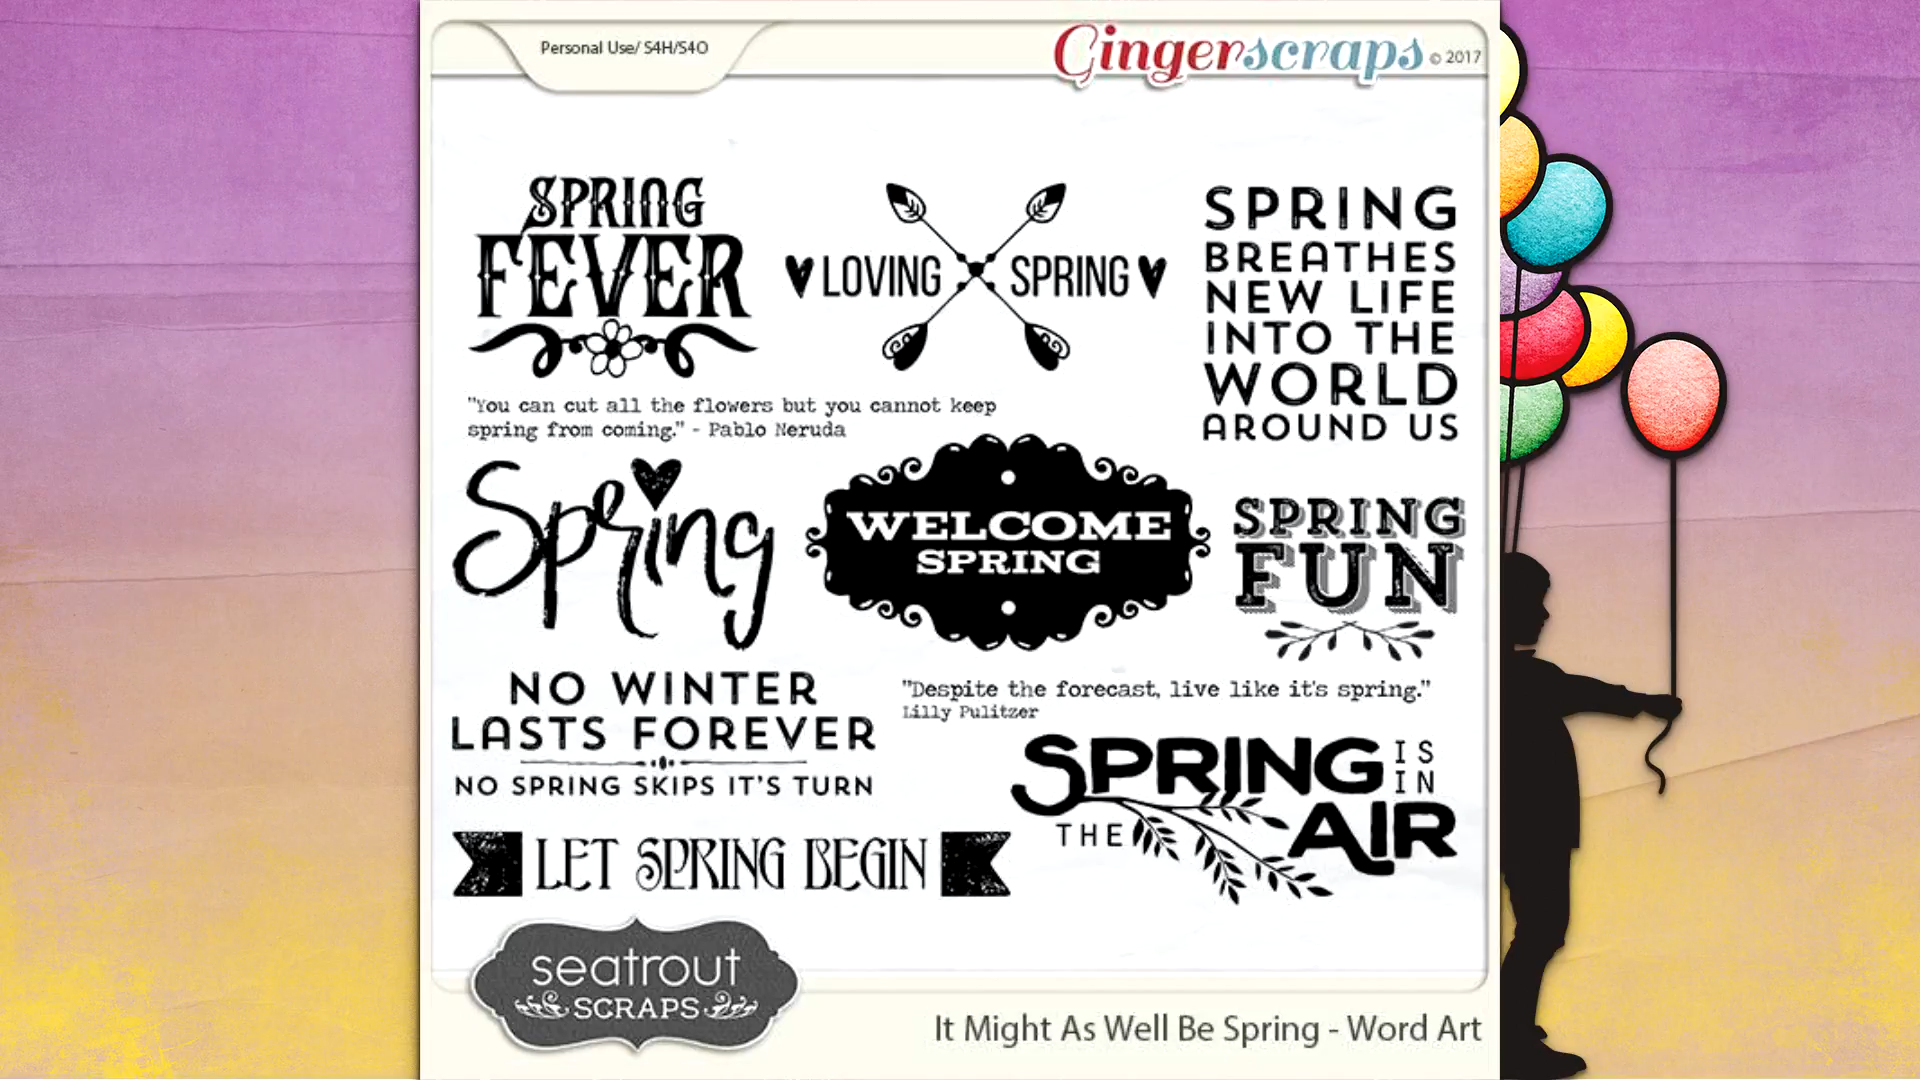 Personal Use/ S4H/S4O
Gingerscraps © 2017
SPRING
FEVER
LOVING SPRING
SPRING
BREATHES
NEW LIFE
INTO THE
WORLD
AROUND US
"You can cut all the flowers but you cannot keep
spring from coming." - Pablo Neruda
Spring
WELCOME
SPRING
SPRING
FUN
NO WINTER
LASTS FOREVER
NO SPRING SKIPS IT'S TURN
"Despite the forecast, live like it's spring."
Lilly Pulitzer
SPRING IS
IN
THE AIR
LET SPRING BEGIN
seatrout
SCRAPS
It Might As Well Be Spring - Word Art